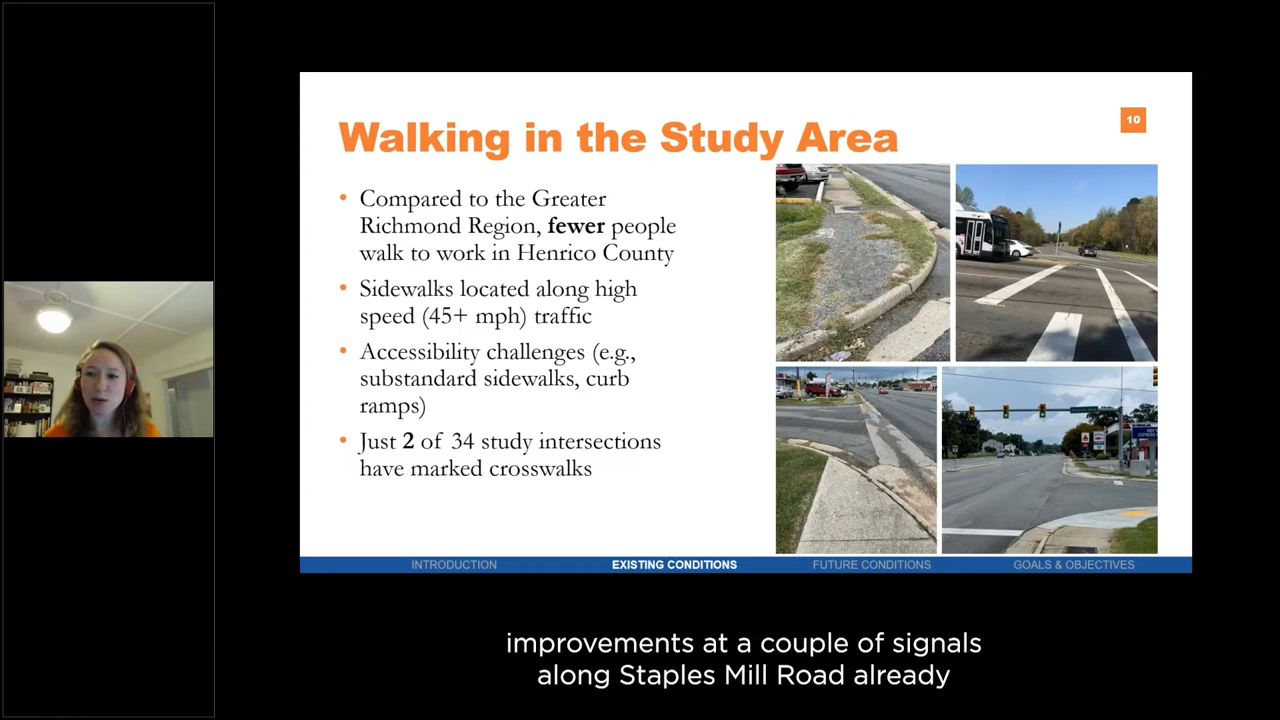 Walking in the Study Area
10
• Compared to the Greater
Richmond Region, fewer people
walk to work in Henrico County
• Sidewalks located along high
speed (45+ mph) traffic
• Accessibility challenges (e.g.,
substandard sidewalks, curb
ramps)
• Just 2 of 34 study intersections
have marked crosswalks
INTRODUCTION
EXISTING CONDITIONS
FUTURE CONDITIONS
GOALS & OBJECTIVES
improvements at a couple of signals
along Staples Mill Road already